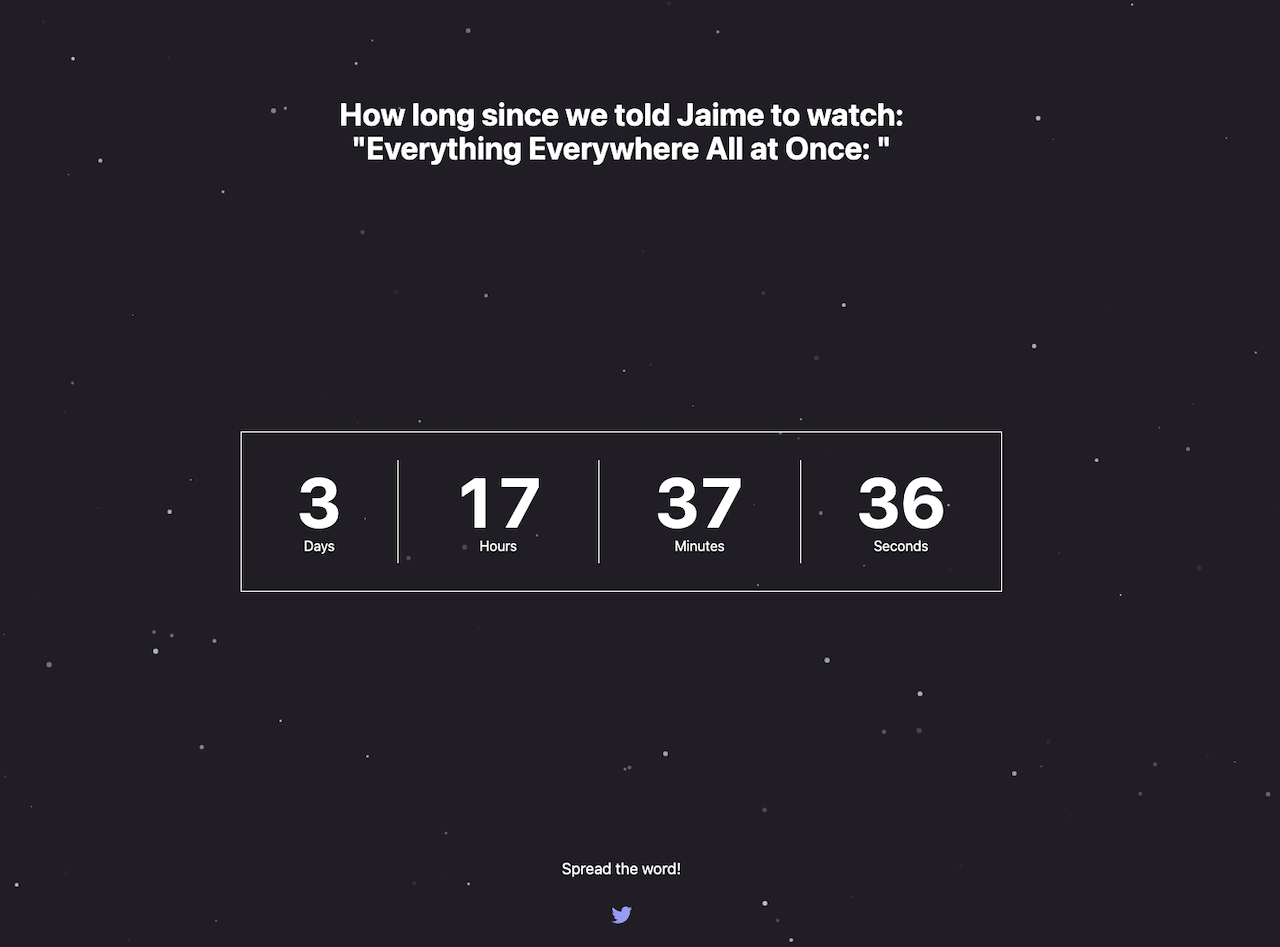 How long since we told Jaime to watch:
"Everything Everywhere All at Once: "
3 17 37 36
Days Hours Minutes Seconds
Spread the word!